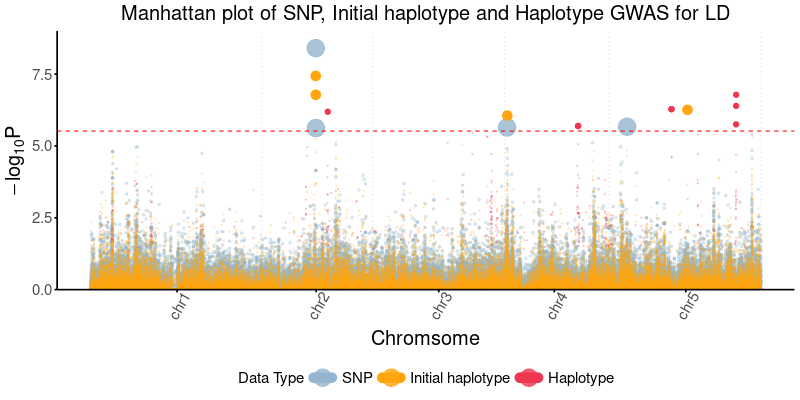 Manhattan plot of SNP, Initial haplotype and Haplotype GWAS for LD
−log10P
7.5
5.0
2.5
0.0
chr1
chr2
chr3
chr4
chr5
Chromsome
Data Type SNP Initial haplotype Haplotype